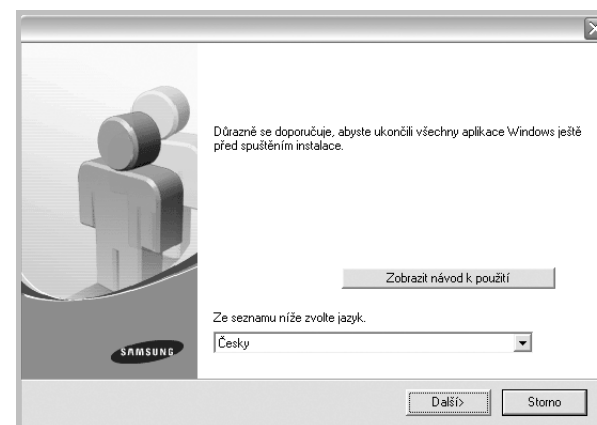 Důrazně se doporučuje, abyste ukončili všechny aplikace Windows ještě
před spuštěním instalace.
Zobrazit návod k použití
Ze seznamu níže zvolte jazyk.
SAMSUNG
Česky
Další>
Storno